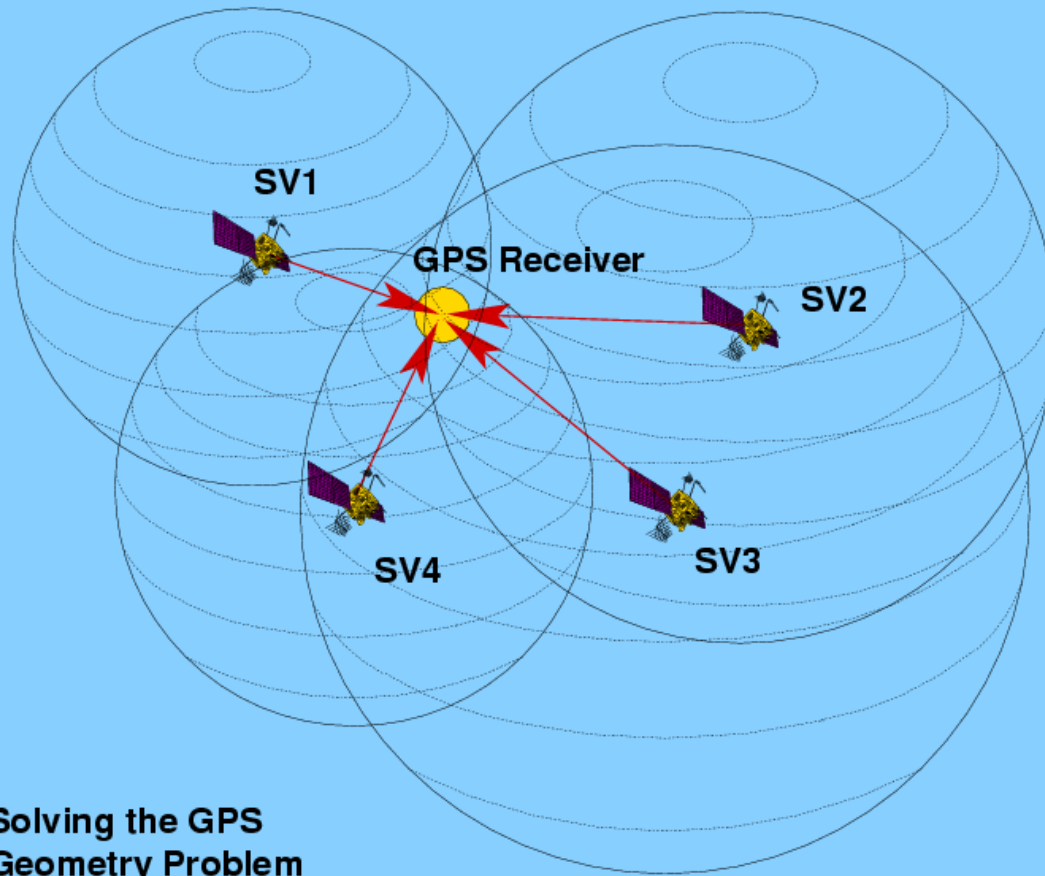 SV1
GPS Receiver
SV2
SV3
SV4
Solving the GPS
Geometry Problem